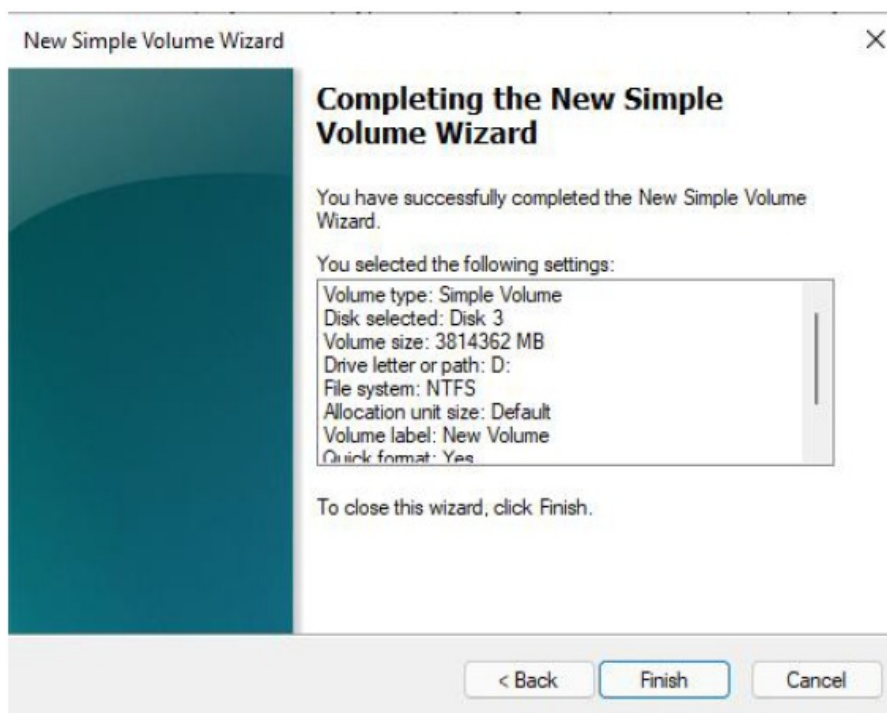 New Simple Volume Wizard
Completing the New Simple
Volume Wizard
You have successfully completed the New Simple Volume
Wizard.
You selected the following settings:
Volume type: Simple Volume
Disk selected: Disk 3
Volume size: 3814362 MB
Drive letter or path: D:
File system: NTFS
Allocation unit size: Default
Volume label: New Volume
Quick format: Yes
To close this wizard, click Finish.
< Back
Finish
Cancel